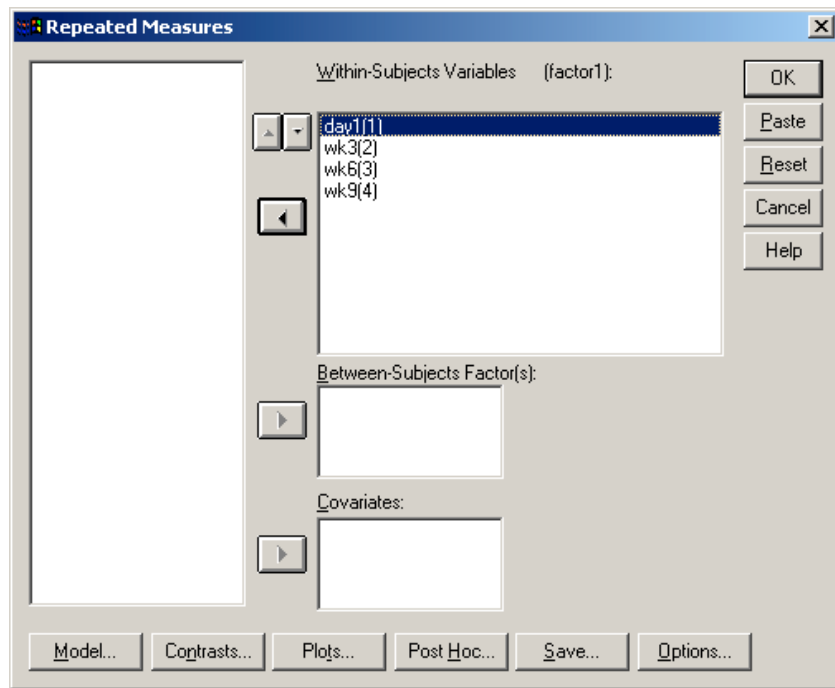 Repeated Measures
Within-Subjects Variables (factor1):
day1(1)
wk3(2)
wk6(3)
wk9(4)
OK
Paste
Reset
Cancel
Help
Between-Subjects Factor(s):
Covariates:
Model...
Contrasts...
Plots...
Post Hoc...
Save...
Options...